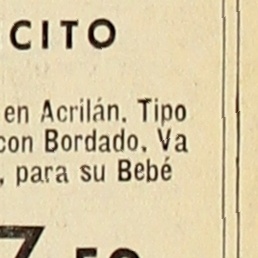 CITO
en Acrilán. Tipo
con Bordado. Va
para su Bebé